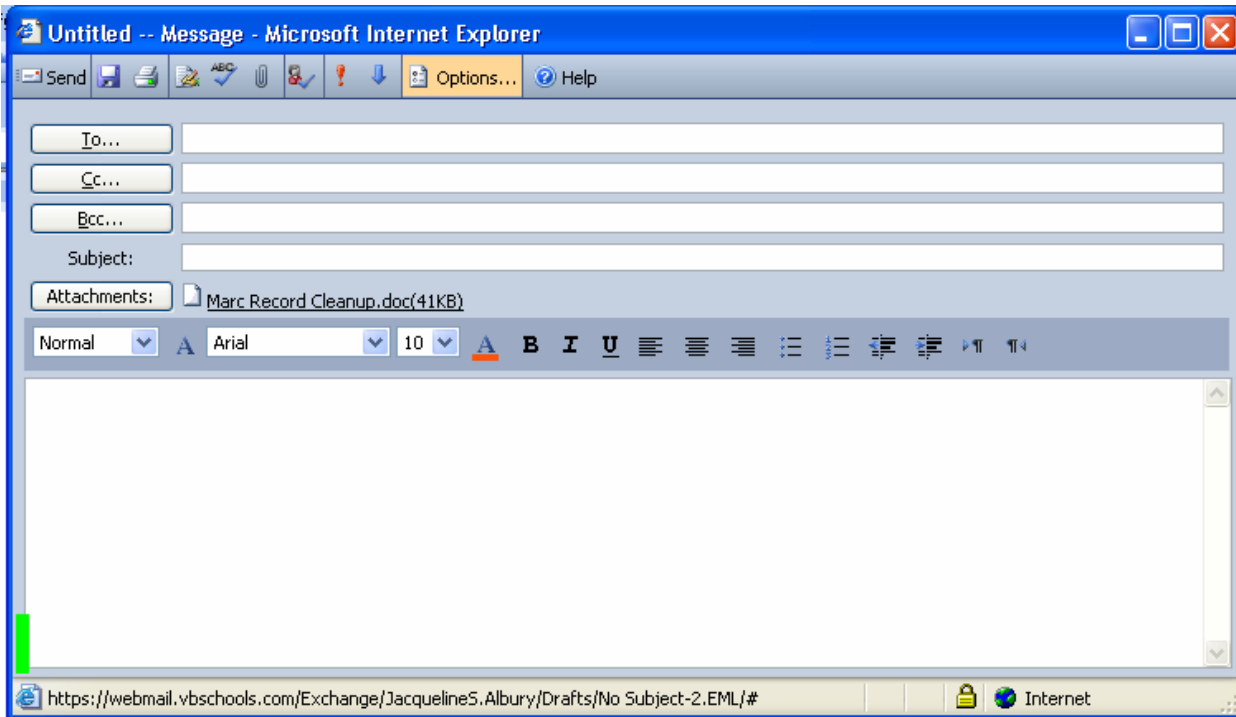 Untitled -- Message - Microsoft Internet Explorer
Send ABC Options... Help
To...
Cc...
Bcc...
Subject:
Attachments: Marc Record Cleanup.doc(41KB)
Normal A Arial 10 A B I U
https://webmail.vbschools.com/Exchange/JacquelineS.Albury/Drafts/No Subject-2.EML/# Internet